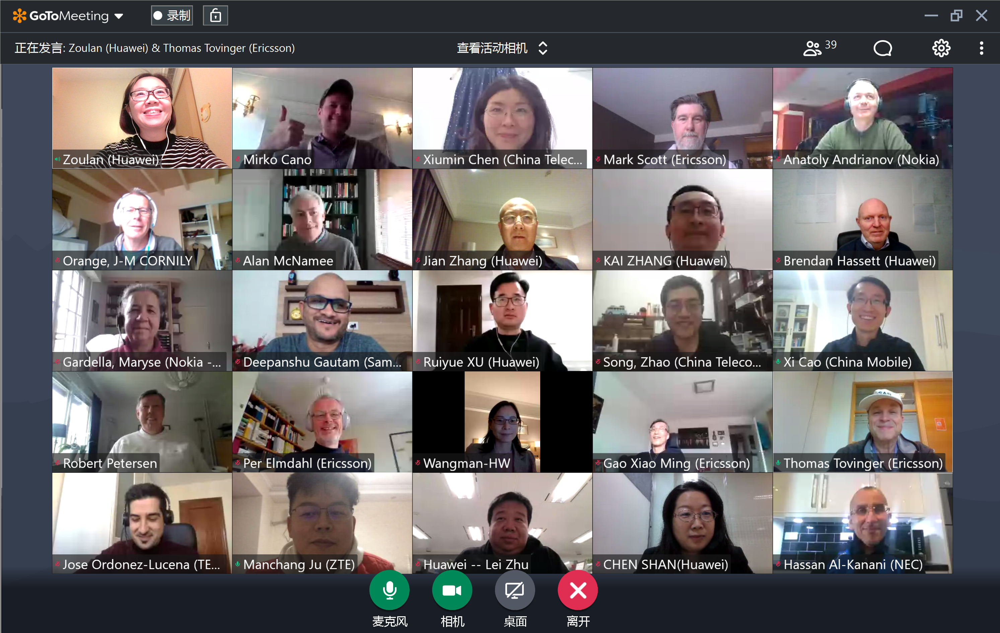 GoToMeeting
录制
正在发言: Zoulan (Huawei) & Thomas Tovinger (Ericsson)
查看活动相机
39
Zoulan (Huawei)
Mirko Cano
Xiumin Chen (China Telec...
Mark Scott (Ericsson)
Anatoly Andrianov (Nokia)
Orange, J-M CORNILY
Alan McNamee
Jian Zhang (Huawei)
KAI ZHANG (Huawei)
Brendan Hassett (Huawei)
Gardella, Maryse (Nokia -...
Deepanshu Gautam (Sam...
Ruiyue XU (Huawei)
Song, Zhao (China Teleco...
Xi Cao (China Mobile)
SAS
Robert Petersen
Per Elmdahl (Ericsson)
Wangman-HW
Gao Xiao Ming (Ericsson)
Thomas Tovinger (Ericsson)
Jose Ordonez-Lucena (TE...
Manchang Ju (ZTE)
Huawei -- Lei Zhu
CHEN SHAN(Huawei)
Hassan Al-Kanani (NEC)
麦克风
相机
桌面
离开